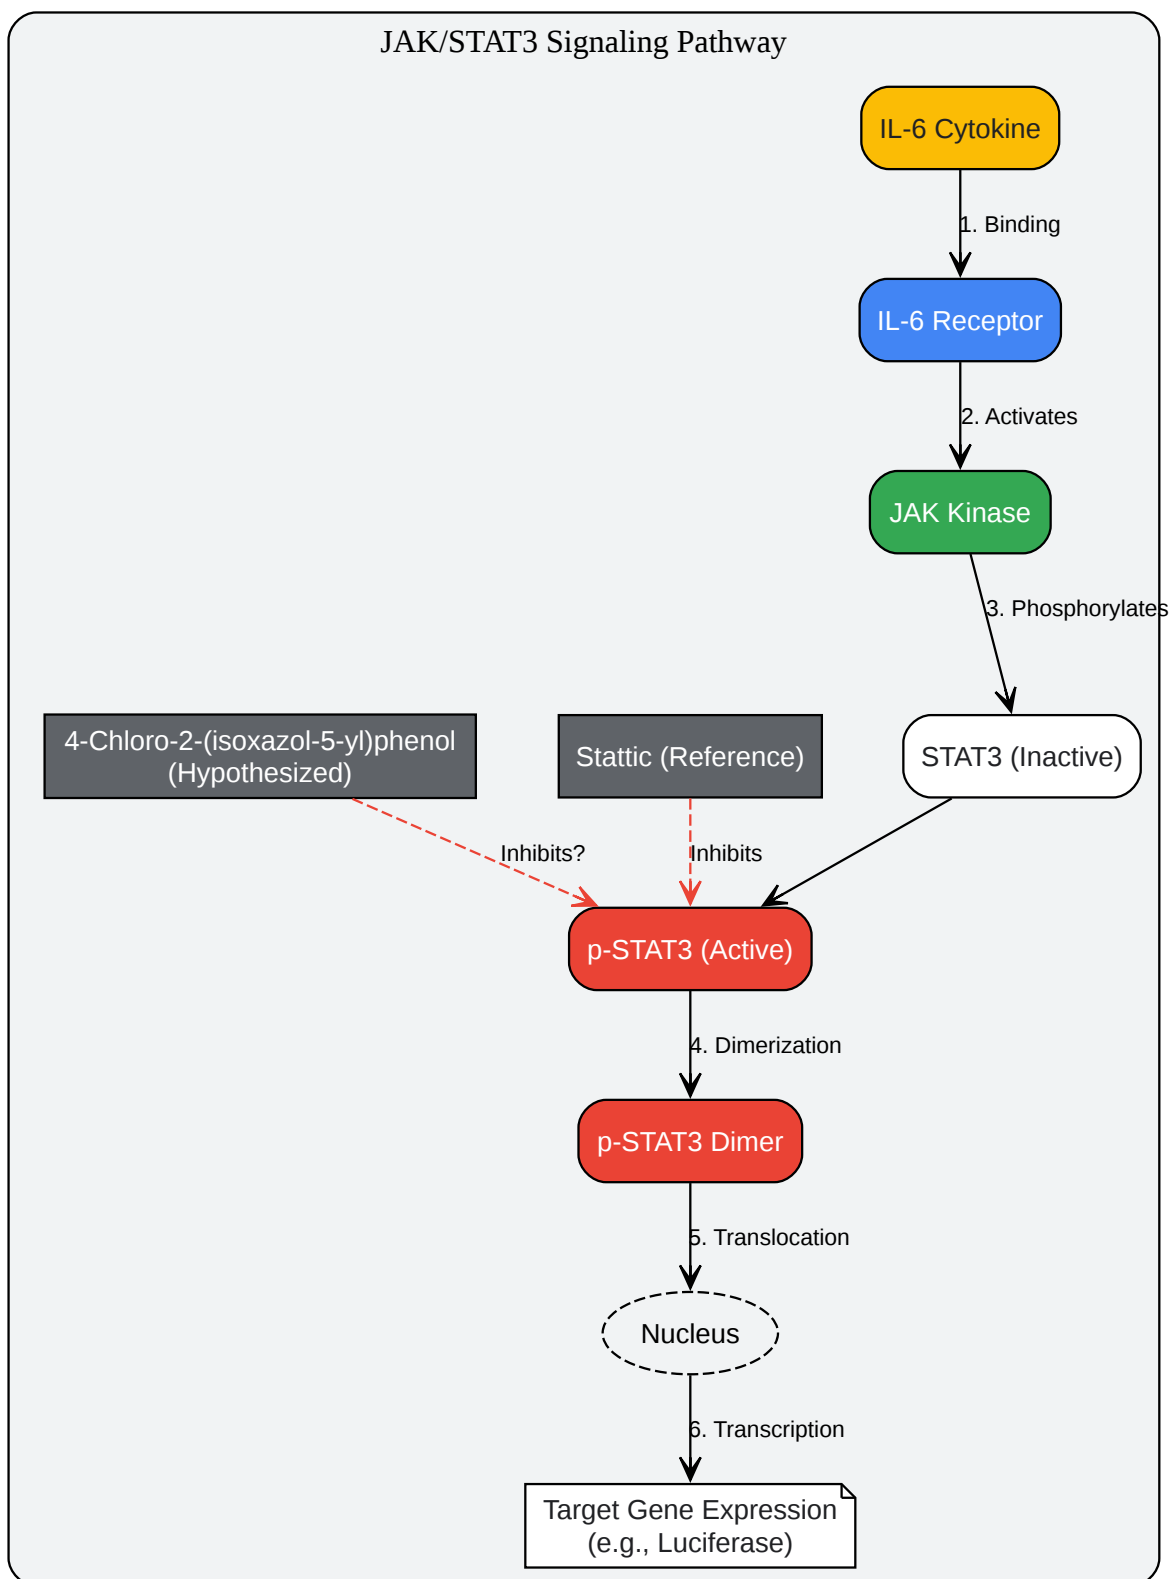 JAK/STAT3 Signaling Pathway
IL-6 Cytokine
1. Binding
IL-6 Receptor
2. Activates
JAK Kinase
3. Phosphorylates
4-Chloro-2-(isoxazol-5-yl)phenol
(Hypothesized)
Stattic (Reference)
STAT3 (Inactive)
Inhibits?
Inhibits
p-STAT3 (Active)
4. Dimerization
p-STAT3 Dimer
5. Translocation
Nucleus
6. Transcription
Target Gene Expression
(e.g., Luciferase)